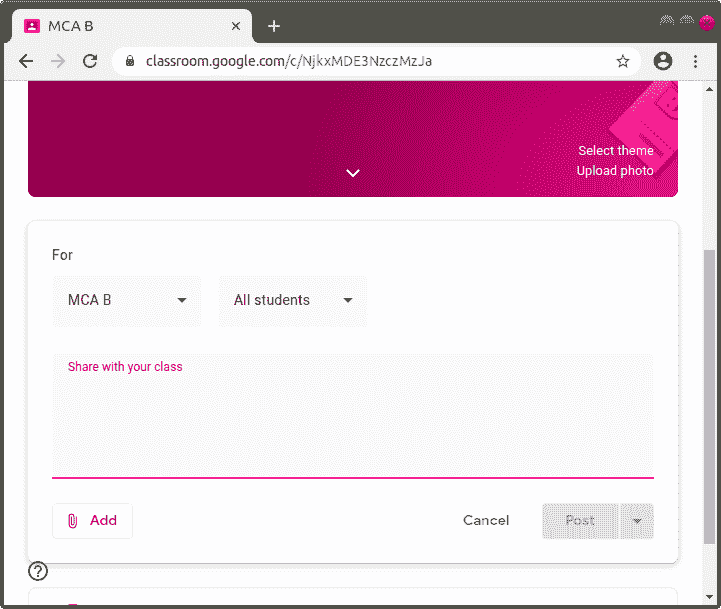 MCA B
classroom.google.com/c/NjkxMDE3NzczMzJa
Select theme
Upload photo
For
MCA B
All students
Share with your class
Add
Cancel
Post